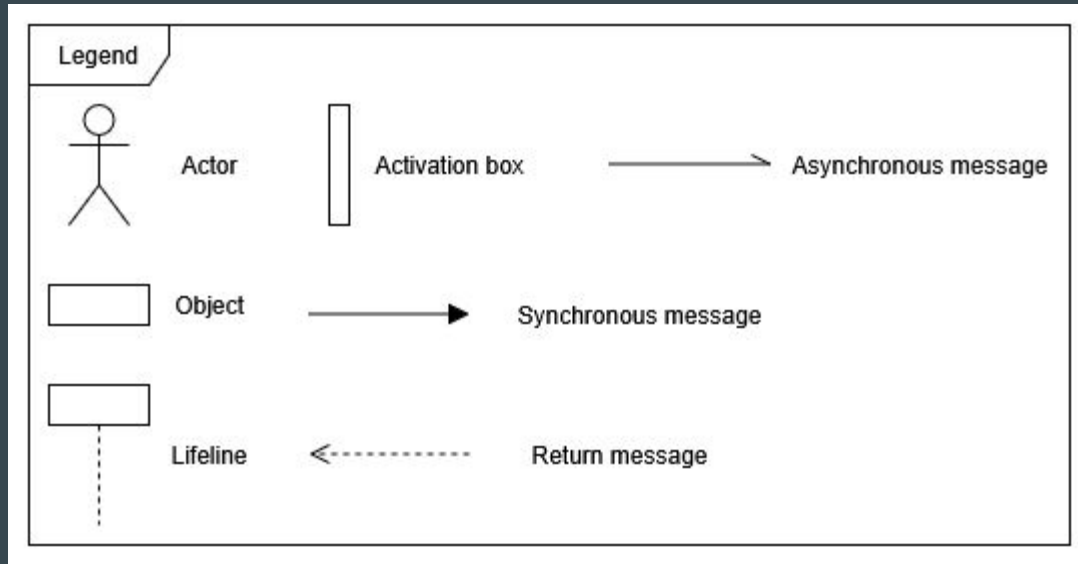 Legend
Actor
Activation box
Asynchronous message
Object
Synchronous message
Lifeline
Return message